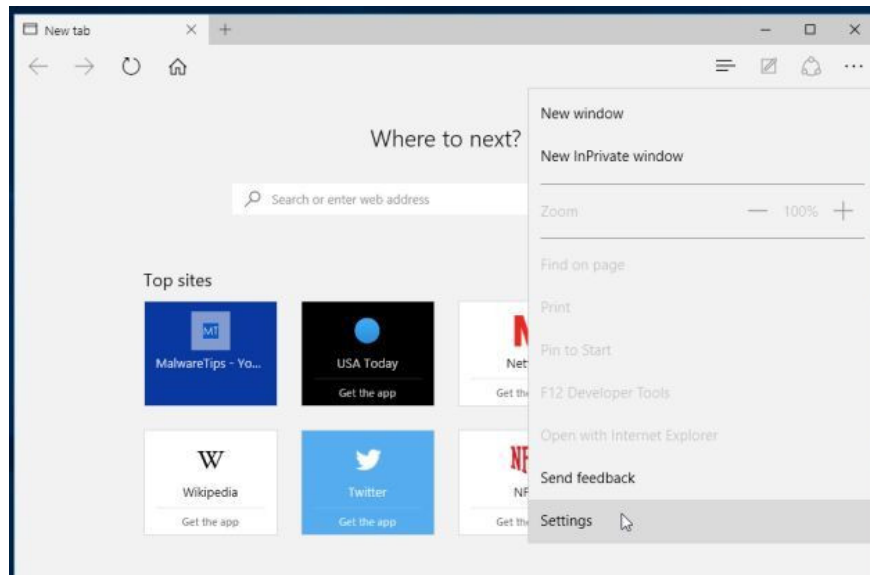 New tab
New window
New InPrivate window
Zoom
100%
Find on page
Print
Pin to Start
F12 Developer Tools
Open with Internet Explorer
Send feedback
Settings
Where to next?
Search or enter web address
Top sites
MT
MalwareTips - Yo...
USA Today
Get the app
N
Net
Get th
W
Wikipedia
Get the app
Twitter
Get the app
NF
NF
Get th